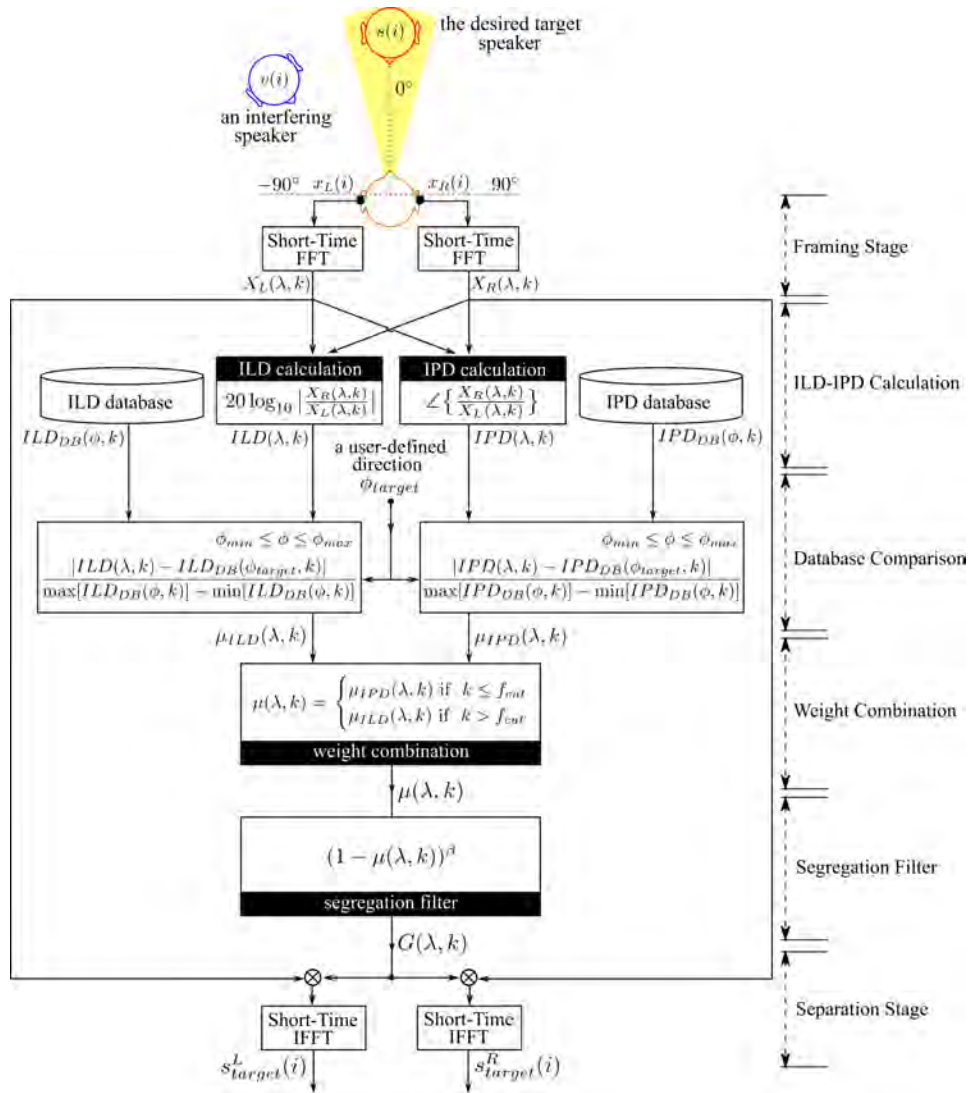 s(i)
the desired target
speaker
v(i)
0°
an interfering
speaker
−90° x_L(i) x_R(i) 90°
Short-Time
FFT
Short-Time
FFT
Framing Stage
X_L(λ, k) X_R(λ, k)
ILD calculation
20 log_10 |X_R(λ,k)/X_L(λ,k)|
IPD calculation
∠{X_R(λ,k)/X_L(λ,k)}
ILD database
IPD database
ILD-IPD Calculation
ILD_DB(ϕ, k) ILD(λ, k) IPD(λ, k) IPD_DB(ϕ, k)
a user-defined
direction
ϕ_target
ϕ_min ≤ ϕ ≤ ϕ_max
|ILD(λ, k) − ILD_DB(ϕ_target, k)|
max[ILD_DB(ϕ, k)] − min[ILD_DB(ϕ, k)]
ϕ_min ≤ ϕ ≤ ϕ_max
|IPD(λ, k) − IPD_DB(ϕ_target, k)|
max[IPD_DB(ϕ, k)] − min[IPD_DB(ϕ, k)]
Database Comparison
μ_ILD(λ, k) μ_IPD(λ, k)
μ(λ, k) = {
μ_IPD(λ, k) if k ≤ f_cut
μ_ILD(λ, k) if k > f_cut
weight combination
Weight Combination
μ(λ, k)
(1 − μ(λ, k))^β
segregation filter
Segregation Filter
G(λ, k)
Short-Time
IFFT
Short-Time
IFFT
Separation Stage
s^L_target(i) s^R_target(i)